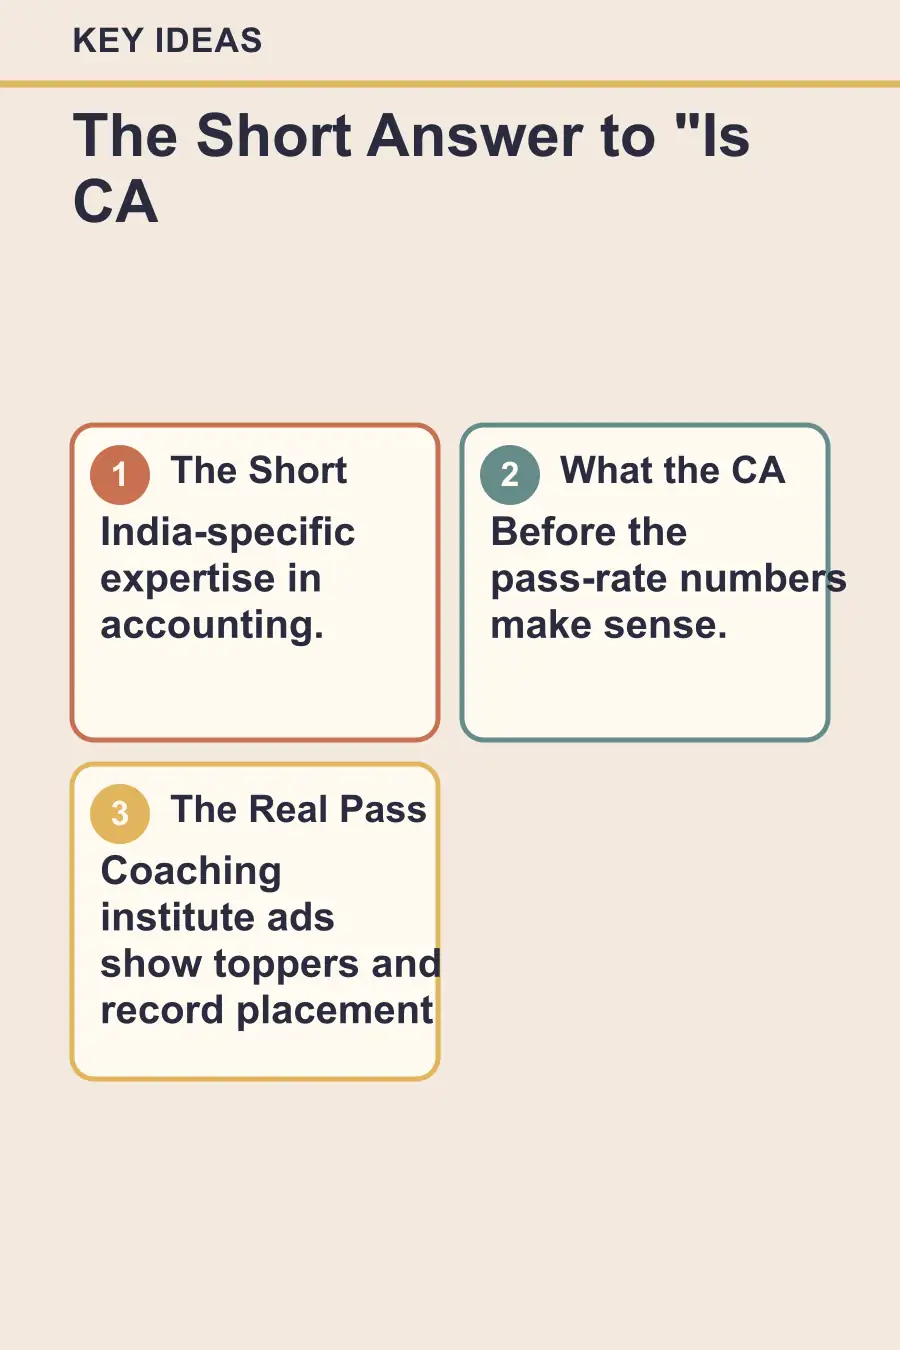 KEY IDEAS
The Short Answer to "Is
CA
1 The Short
India-specific
expertise in
accounting.
2 What the CA
Before the
pass-rate numbers
make sense.
3 The Real Pass
Coaching
institute ads
show toppers and
record placement